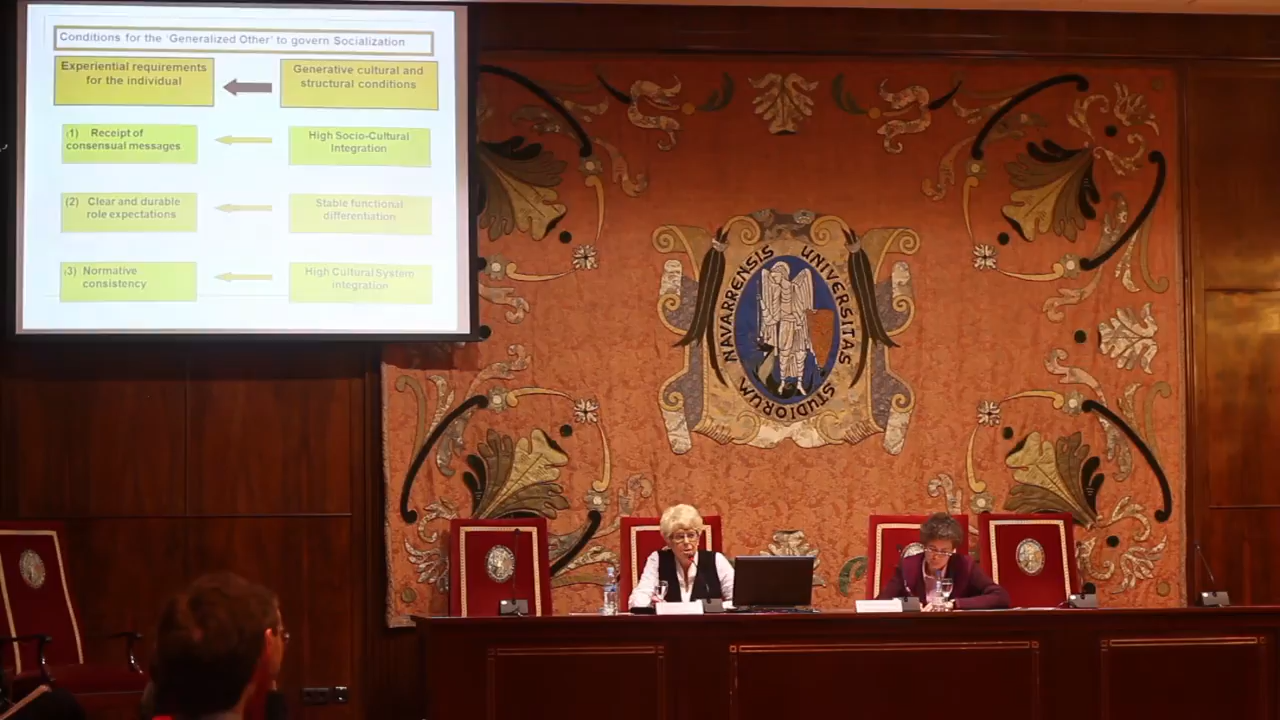 Conditions for the 'Generalized Other' to govern Socialization
Experiential requirements
for the individual
Generative cultural and
structural conditions
(1) Receipt of
consensual messages
High Socio-Cultural
Integration
(2) Clear and durable
role expectations
Stable functional
differentiation
(3) Normative
consistency
High Cultural System
integration
UNIVERSITAS
STUDIORUM
NAVARRENSIS